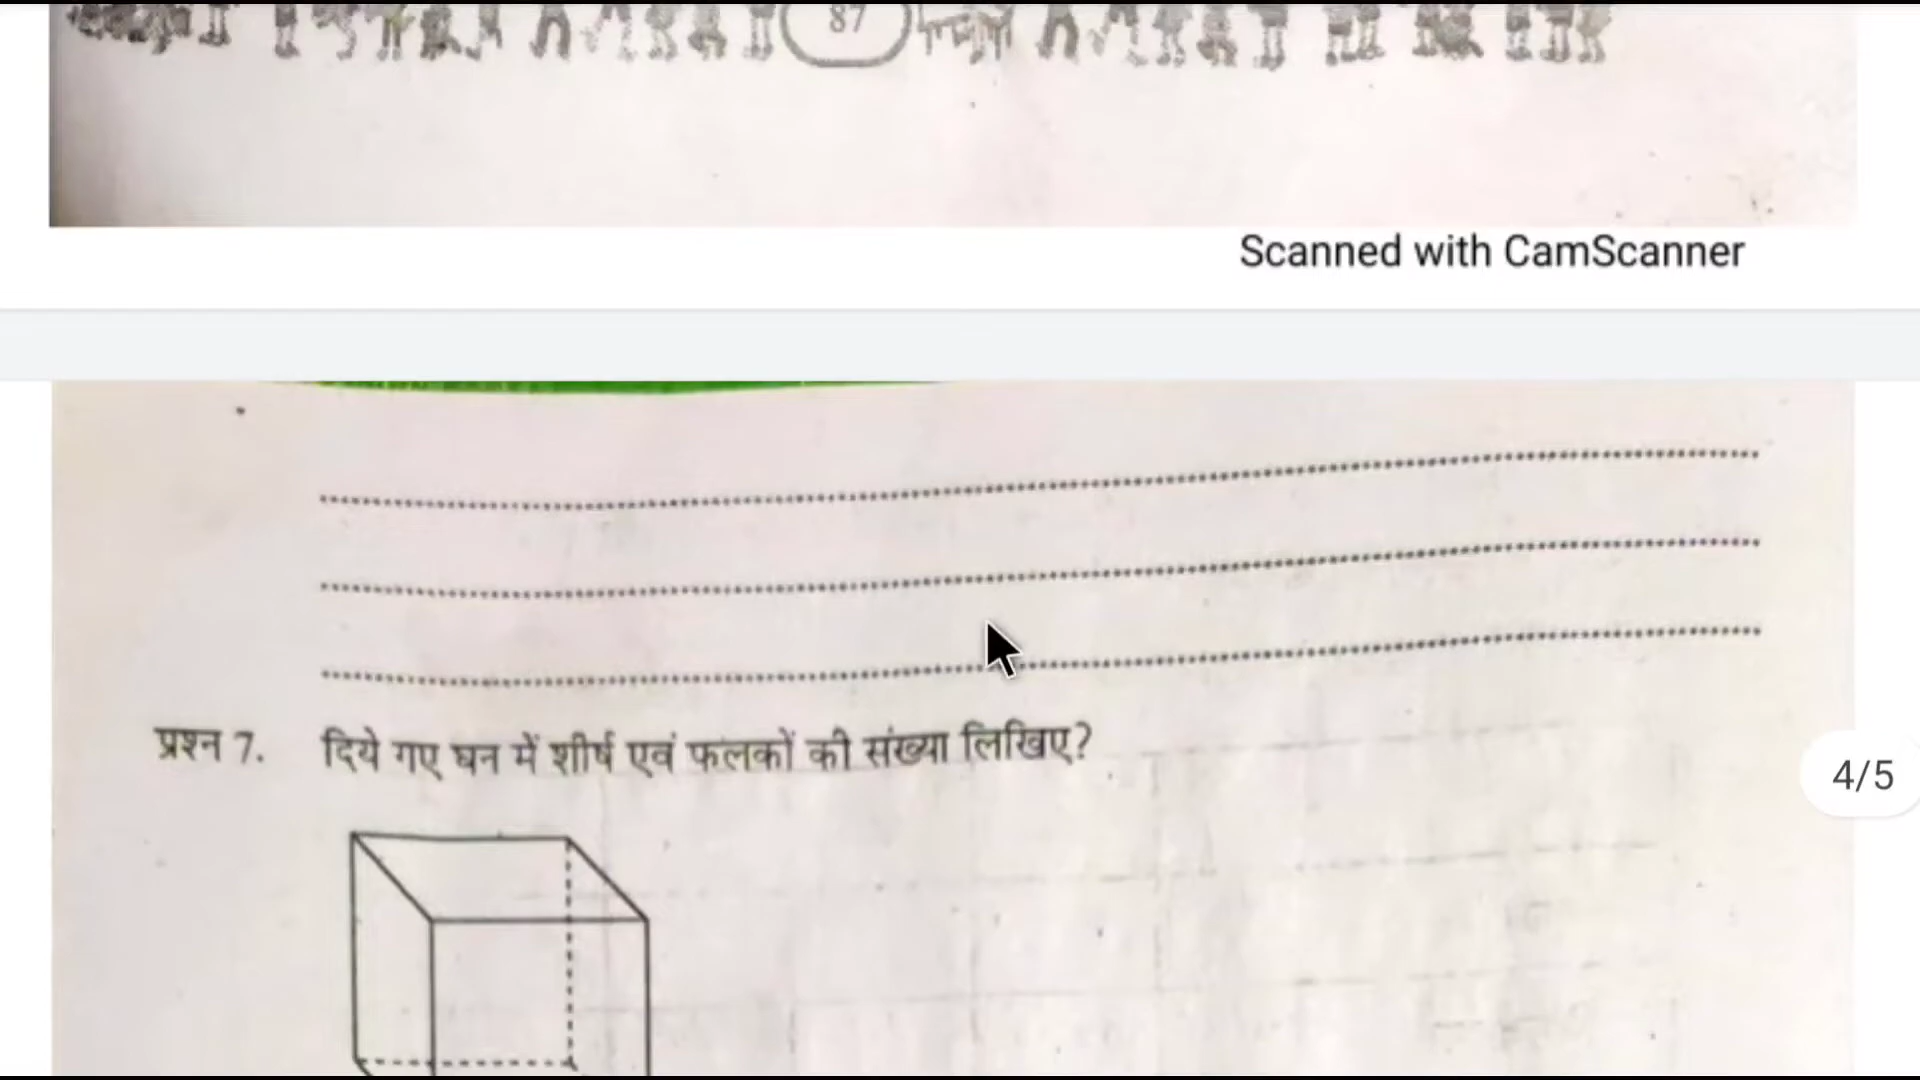 87
Scanned with CamScanner
प्रश्न 7. दिये गए घन में शीर्ष एवं फलकों की संख्या लिखिए?
4/5